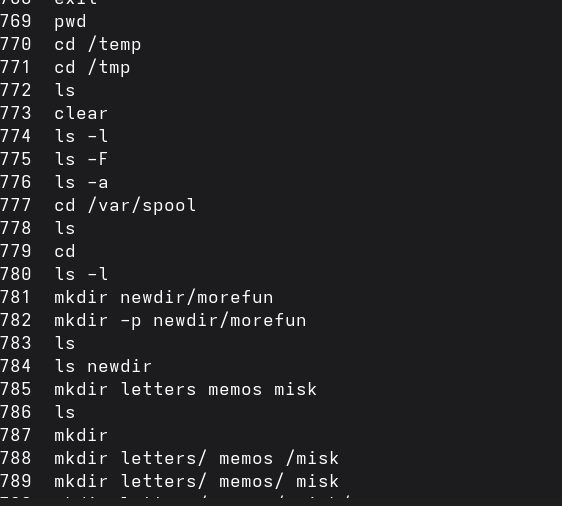 769 pwd
770 cd /temp
771 cd /tmp
772 ls
773 clear
774 ls -l
775 ls -F
776 ls -a
777 cd /var/spool
778 ls
779 cd
780 ls -l
781 mkdir newdir/morefun
782 mkdir -p newdir/morefun
783 ls
784 ls newdir
785 mkdir letters memos misk
786 ls
787 mkdir
788 mkdir letters/ memos /misk
789 mkdir letters/ memos/ misk